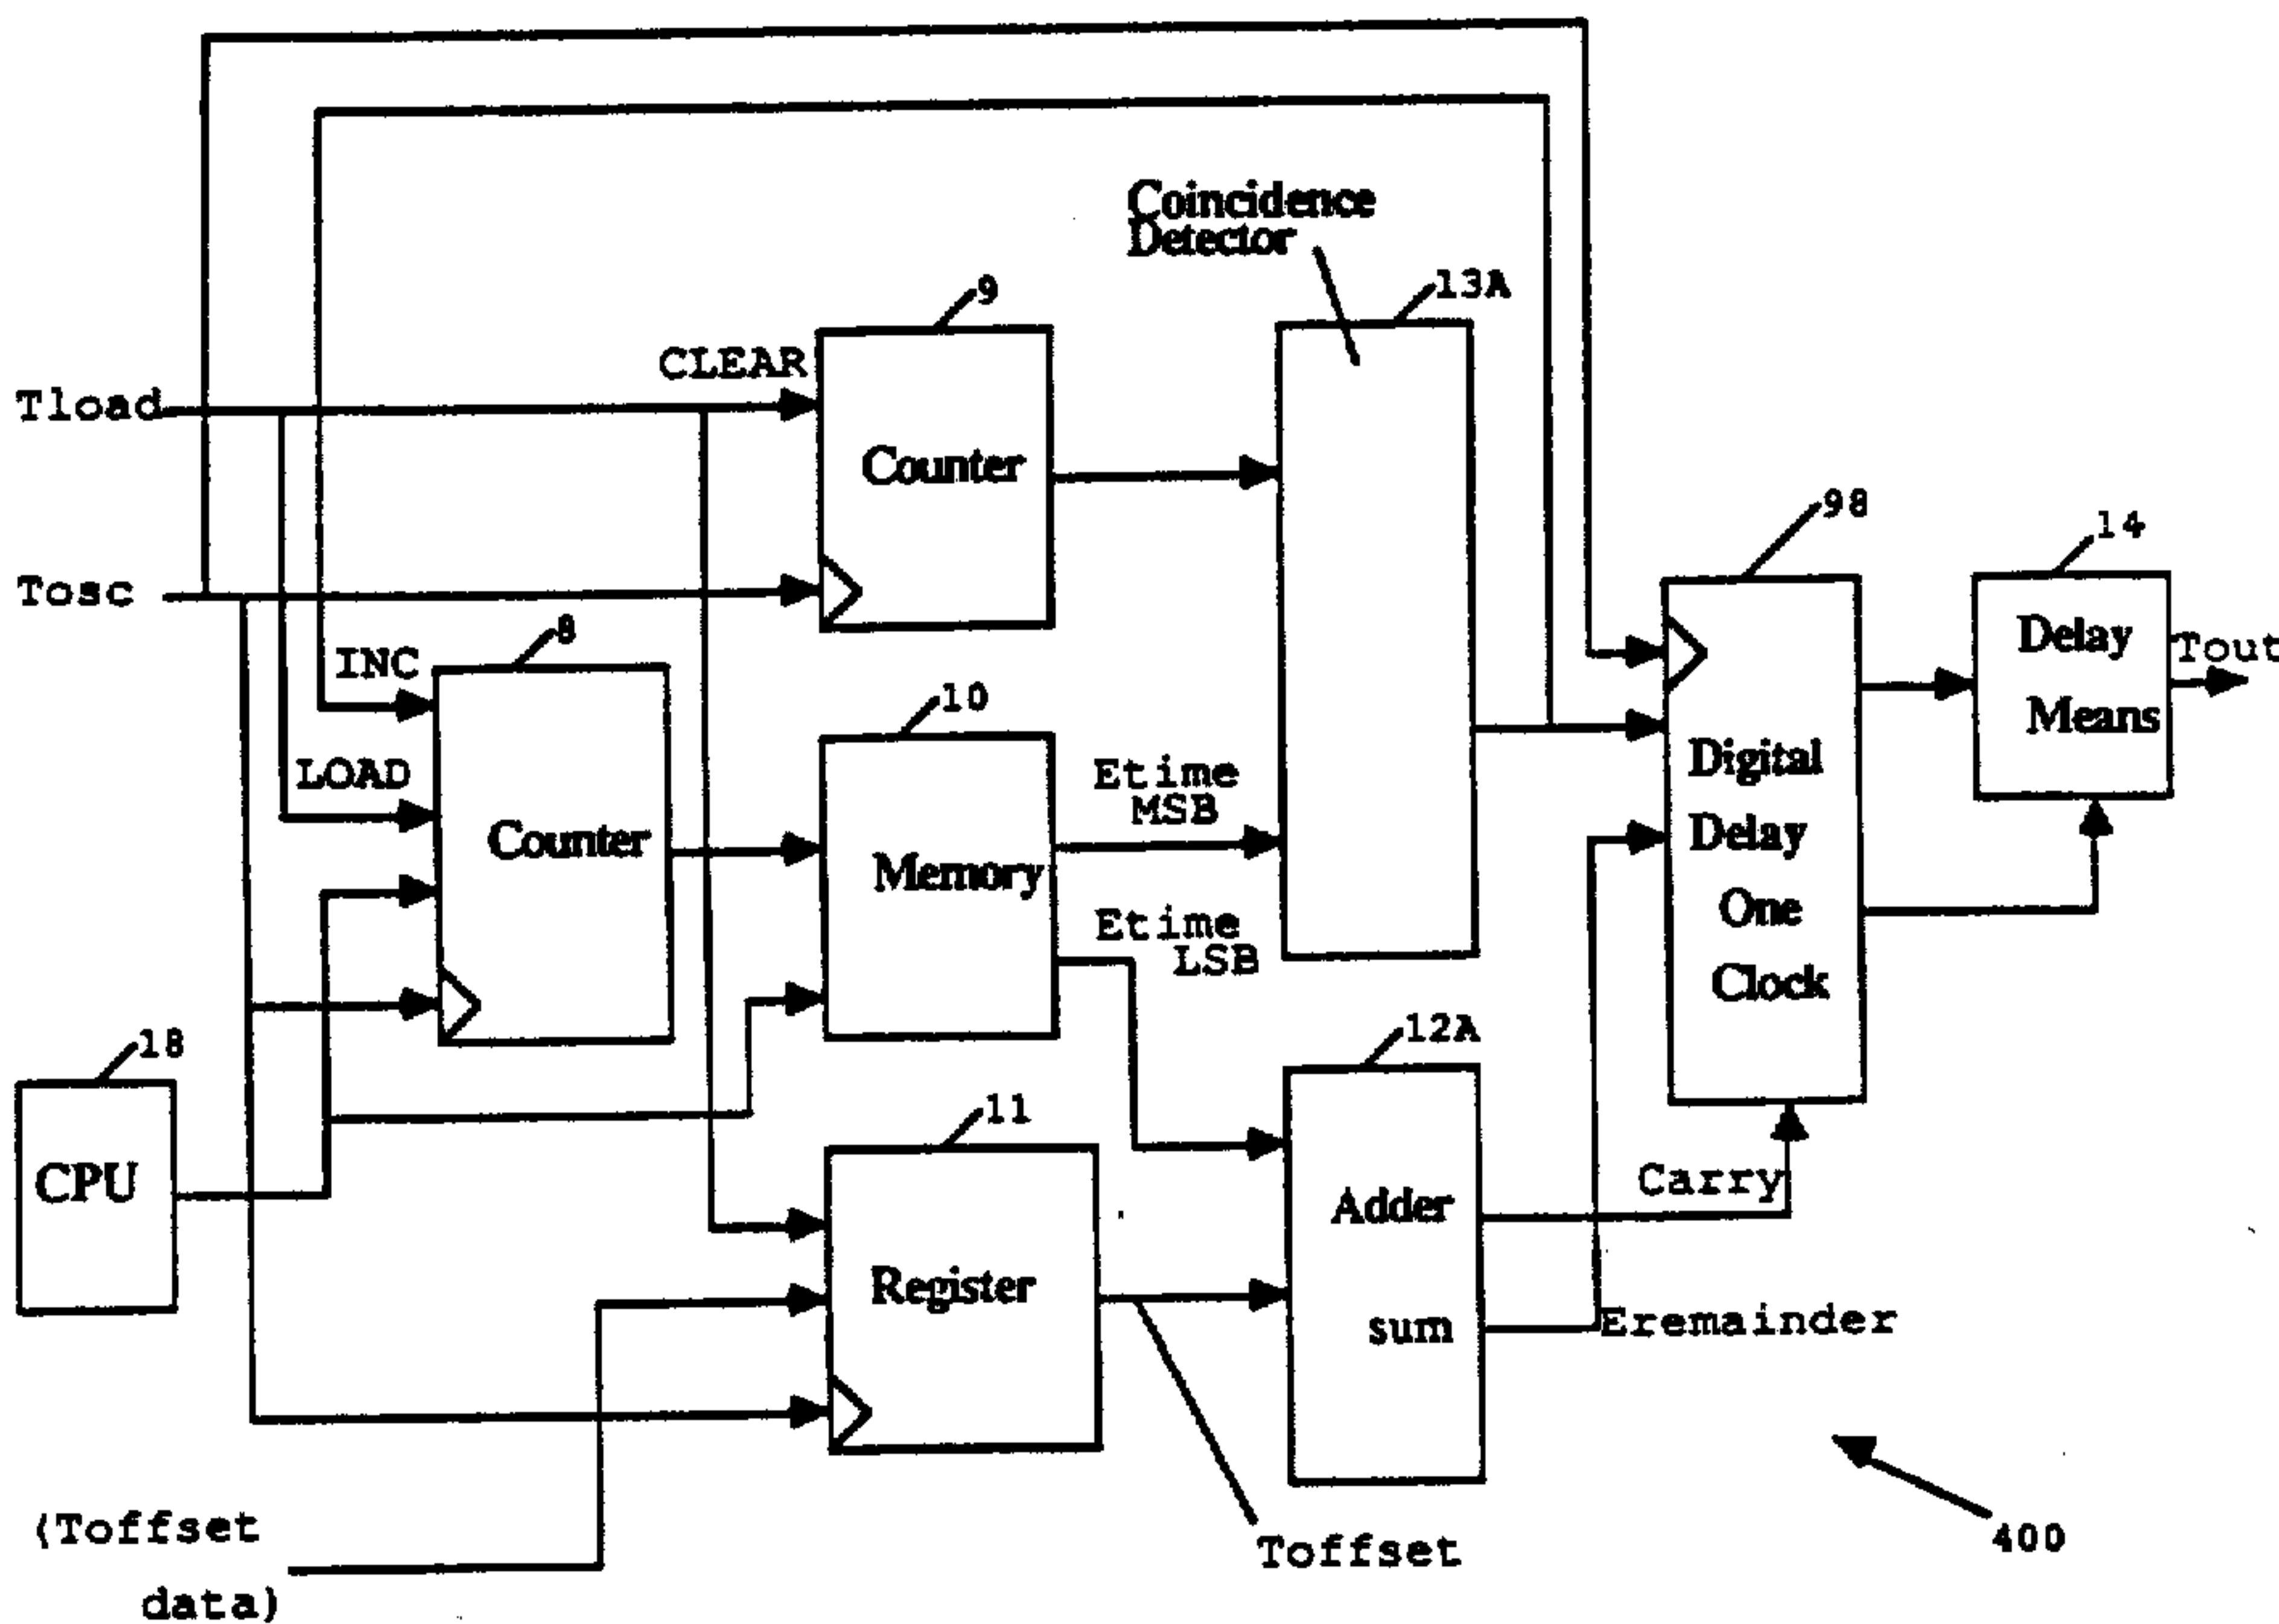 Coincidence
Detector
13A
9
CLEAR
Tload
Counter
98
14
Tosc
Delay
Means
Tout
8
INC
10
LOAD
Counter
Etime
MSB
Memory
Digital
Delay
One
Clock
Etime
LSB
18
12A
11
CPU
Carry
Adder
sum
Register
Eremainder
(Toffset
data)
Toffset
400